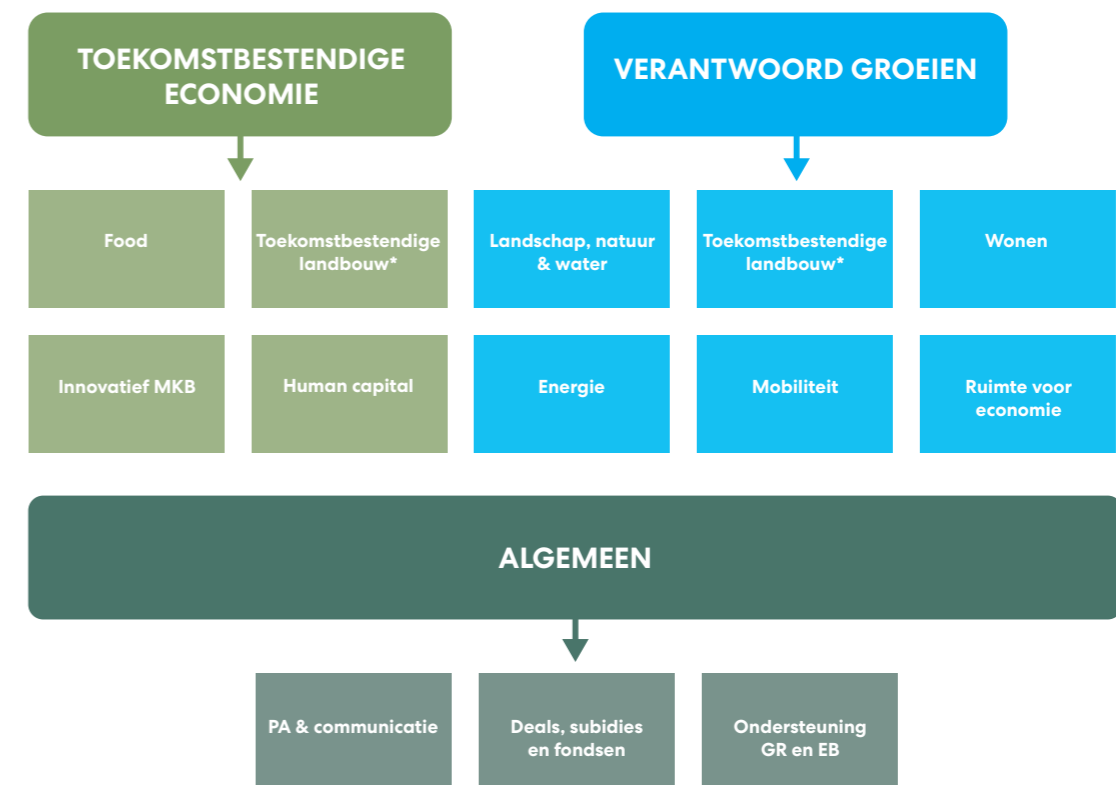 TOEKOMSTBESTENDIGE
ECONOMIE
VERANTWOORD GROEIEN
Food
Toekomstbestendige
landbouw*
Landschap, natuur
& water
Toekomstbestendige
landbouw*
Wonen
Innovatief MKB
Human capital
Energie
Mobiliteit
Ruimte voor
economie
ALGEMEEN
PA & communicatie
Deals, subidies
en fondsen
Ondersteuning
GR en EB